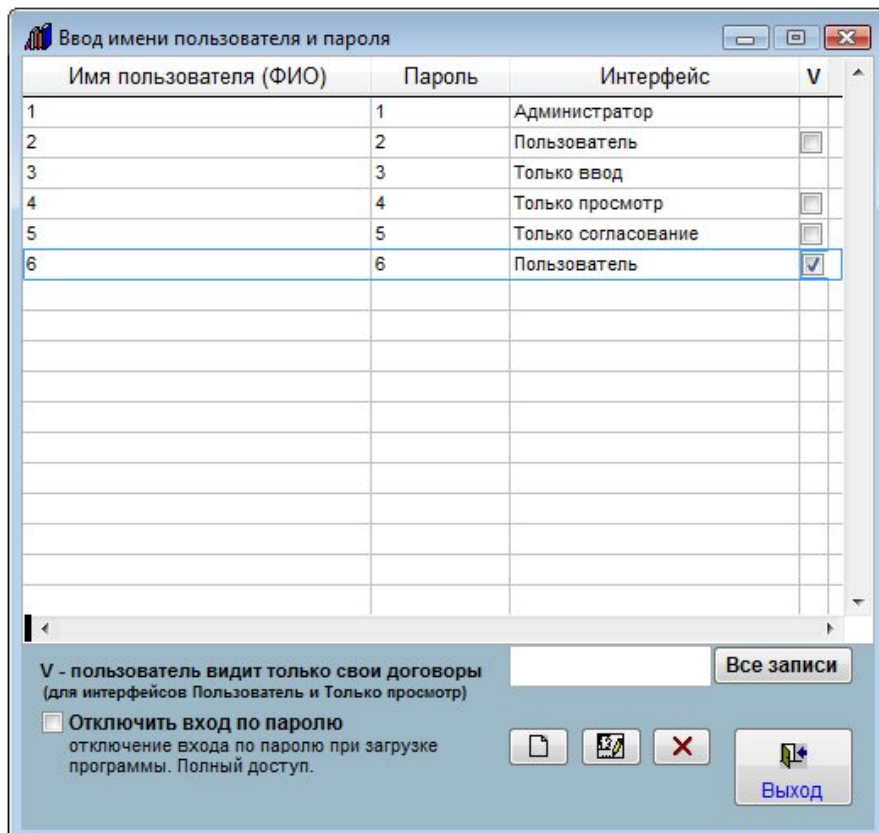 Ввод имени пользователя и пароля
Имя пользователя (ФИО) Пароль Интерфейс V
1 1 Администратор
2 2 Пользователь
3 3 Только ввод
4 4 Только просмотр
5 5 Только согласование
6 6 Пользователь
V - пользователь видит только свои договоры
(для интерфейсов Пользователь и Только просмотр)
Все записи
Отключить вход по паролю
отключение входа по паролю при загрузке
программы. Полный доступ.
Выход